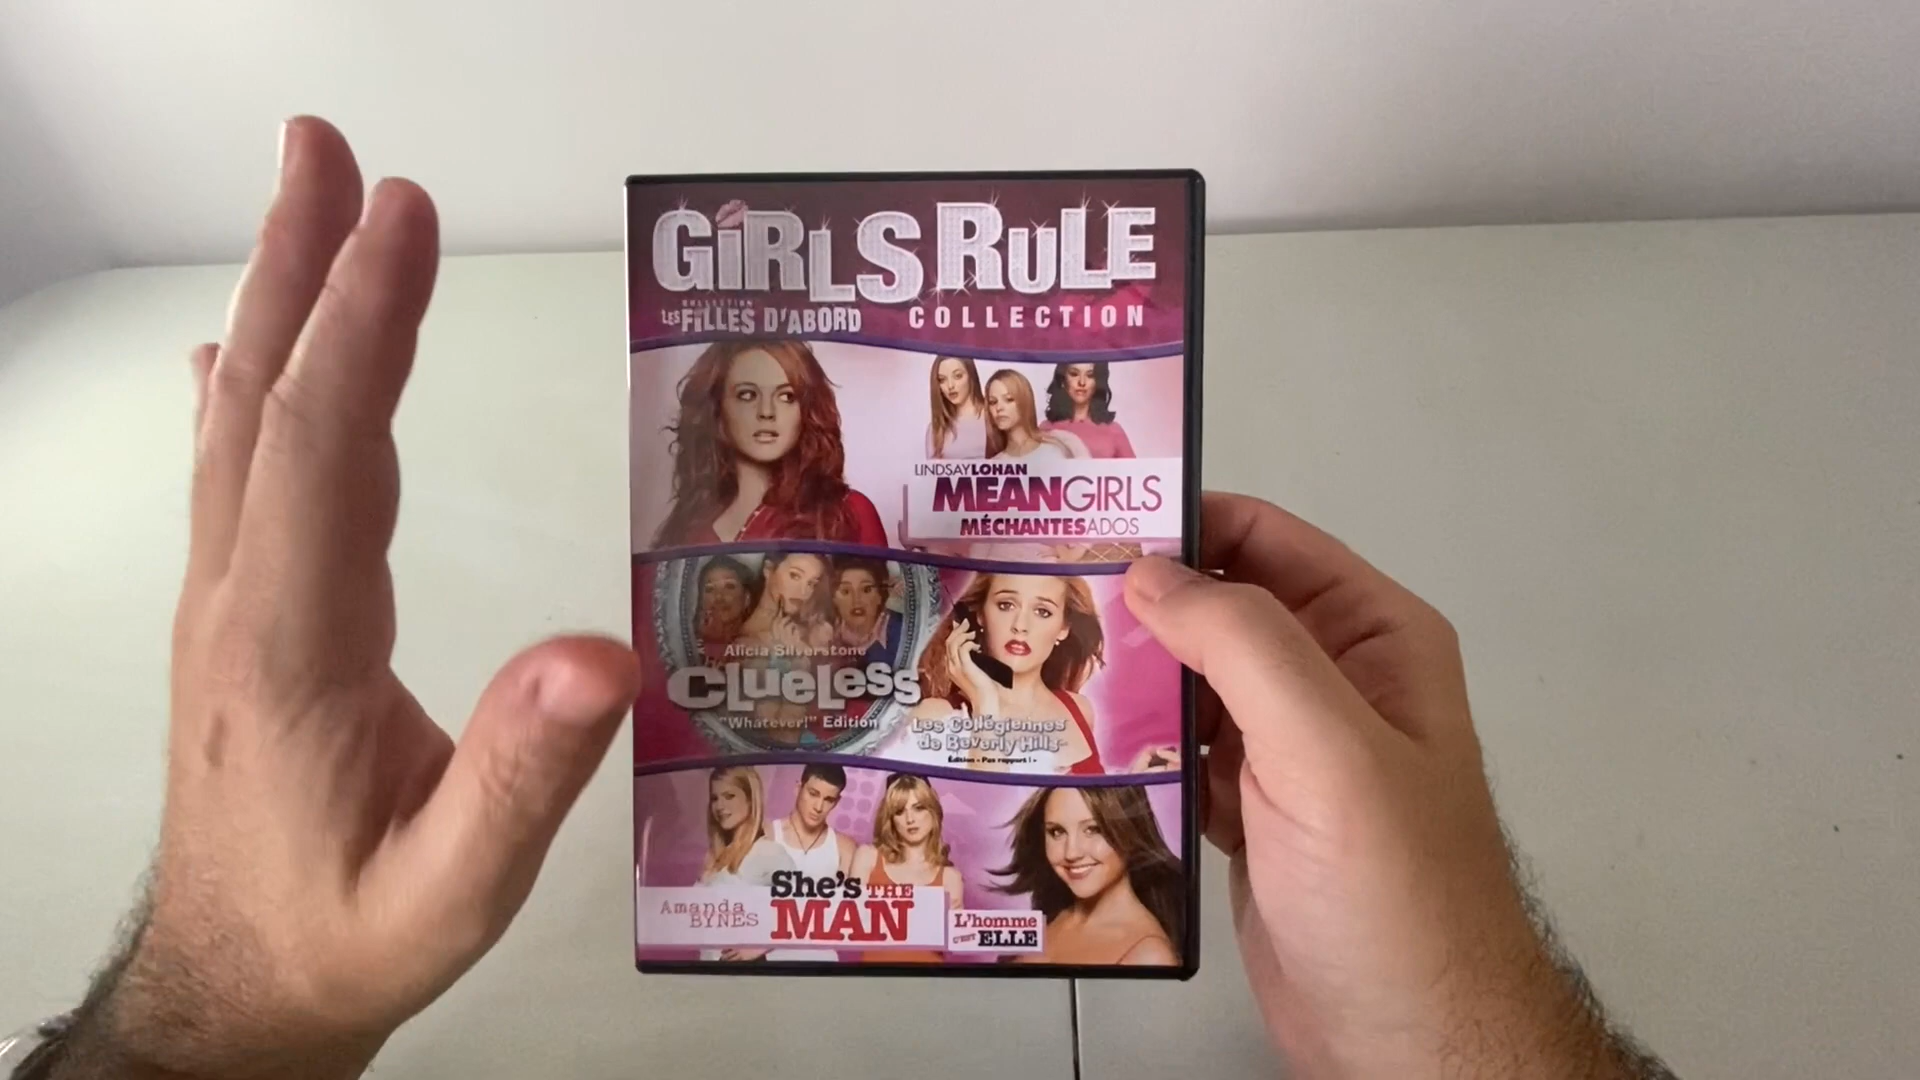 GIRLS RULE
COLLECTION
LES FILLES D'ABORD
COLLECTION
LINDSAY LOHAN
MEAN GIRLS
MÉCHANTES ADOS
Alicia Silverstone
CLUELESS
"Whatever!" Edition
Les Collégiennes
de Beverly Hills
Édition « Pas rapport ! »
Amanda
BYNES
She's THE
MAN
L'homme
C'EST ELLE